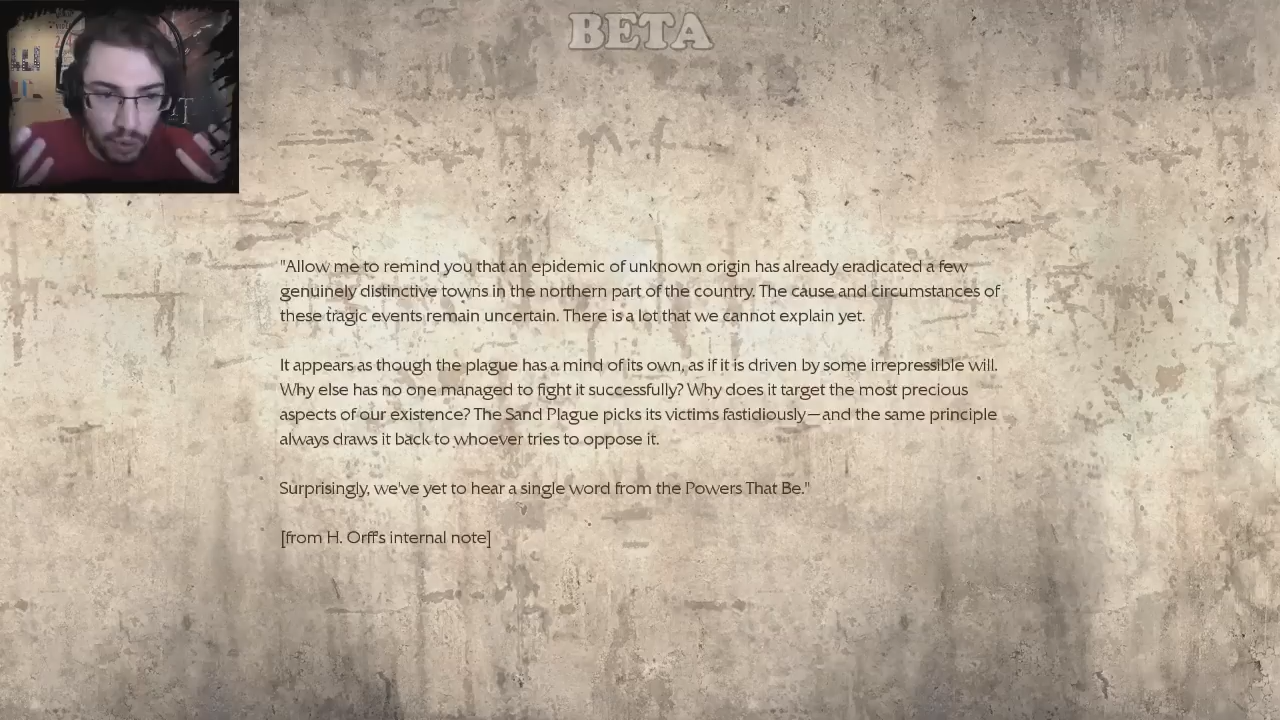 BETA
"Allow me to remind you that an epidemic of unknown origin has already eradicated a few
genuinely distinctive towns in the northern part of the country. The cause and circumstances of
these tragic events remain uncertain. There is a lot that we cannot explain yet.
It appears as though the plague has a mind of its own, as if it is driven by some irrepressible will.
Why else has no one managed to fight it successfully? Why does it target the most precious
aspects of our existence? The Sand Plague picks its victims fastidiously—and the same principle
always draws it back to whoever tries to oppose it.
Surprisingly, we've yet to hear a single word from the Powers That Be."
[from H. Orff's internal note]